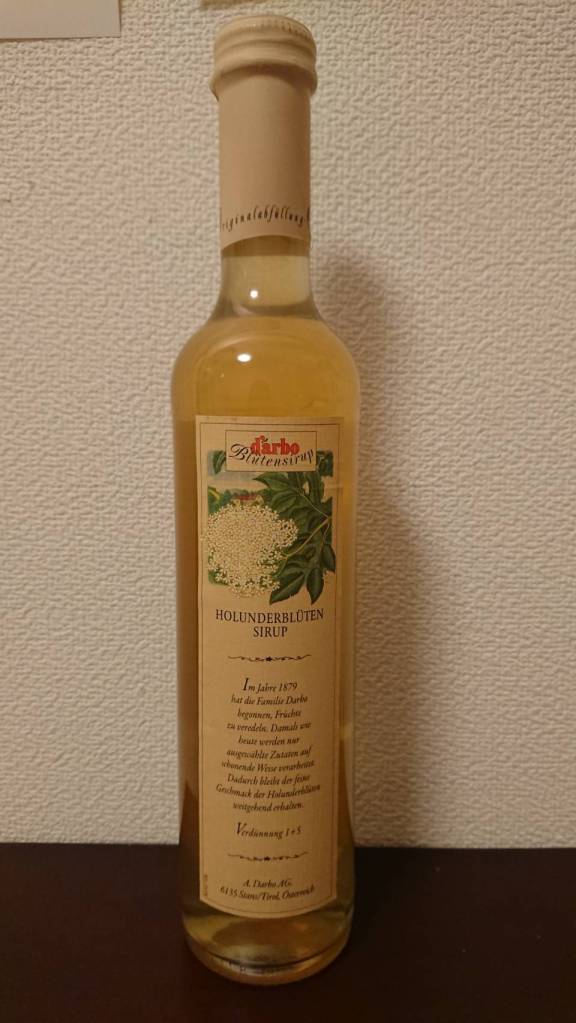 Originalabfüllung
darbo
Blütensirup
HOLUNDERBLÜTEN
SIRUP
Im Jahre 1879
hat die Familie Darbo
begonnen, Früchte
zu veredeln. Damals wie
heute werden nur
ausgewählte Zutaten auf
schonende Weise verarbeitet.
Dadurch bleibt der feine
Geschmack der Holunderblüten
weitgehend erhalten.
Verdünnung 1+5
A. Darbo AG,
6135 Stans/Tirol, Österreich